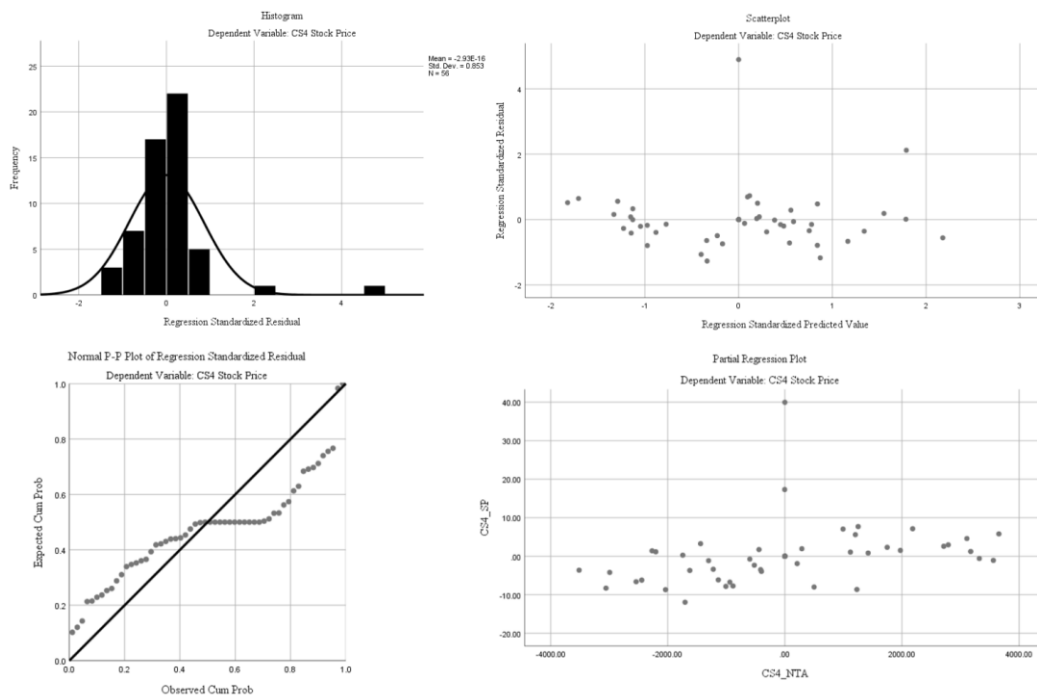 Histogram
Dependent Variable: CS4 Stock Price
Mean = -2.93E-16
Std. Dev. = 0.853
N = 56
25
20
15
10
5
0
Frequency
-2
0
2
4
Regression Standardized Residual
Scatterplot
Dependent Variable: CS4 Stock Price
4
2
0
-2
Regression Standardized Residual
-2
-1
0
1
2
3
Regression Standardized Predicted Value
Normal P-P Plot of Regression Standardized Residual
Dependent Variable: CS4 Stock Price
1.0
0.8
0.6
0.4
0.2
0.0
Expected Cum Prob
0.0
0.2
0.4
0.6
0.8
1.0
Observed Cum Prob
Partial Regression Plot
Dependent Variable: CS4 Stock Price
40.00
30.00
20.00
10.00
.00
-10.00
-20.00
CS4_SP
-4000.00
-2000.00
.00
2000.00
4000.00
CS4_NTA